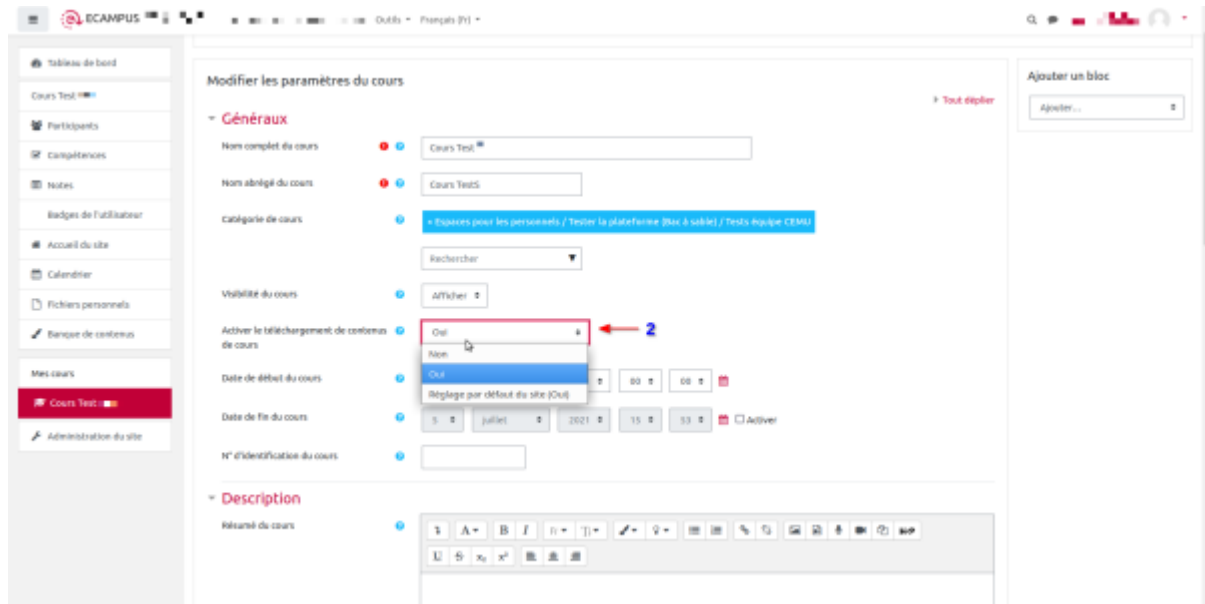 ECAMPUS
Outils
Français (fr)
Tableau de bord
Cours Test
Participants
Compétences
Notes
Badges de l'utilisateur
Accueil du site
Calendrier
Fichiers personnels
Banque de contenus
Mes cours
Cours Test
Administration du site
Modifier les paramètres du cours
Tout déplier
Généraux
Nom complet du cours
Cours Test
Nom abrégé du cours
Cours TestS
Catégorie de cours
× Espaces pour les personnels / Tester la plateforme (Bac à sable) / Tests équipe CEMU
Rechercher
Visibilité du cours
Afficher
Activer le téléchargement de contenus
de cours
Oui
2
Non
Oui
Réglage par défaut du site (Oui)
Date de début du cours
00 00
Date de fin du cours
5 juillet 2021 15 53 Activer
N° d'identification du cours
Description
Résumé du cours
Ajouter un bloc
Ajouter...